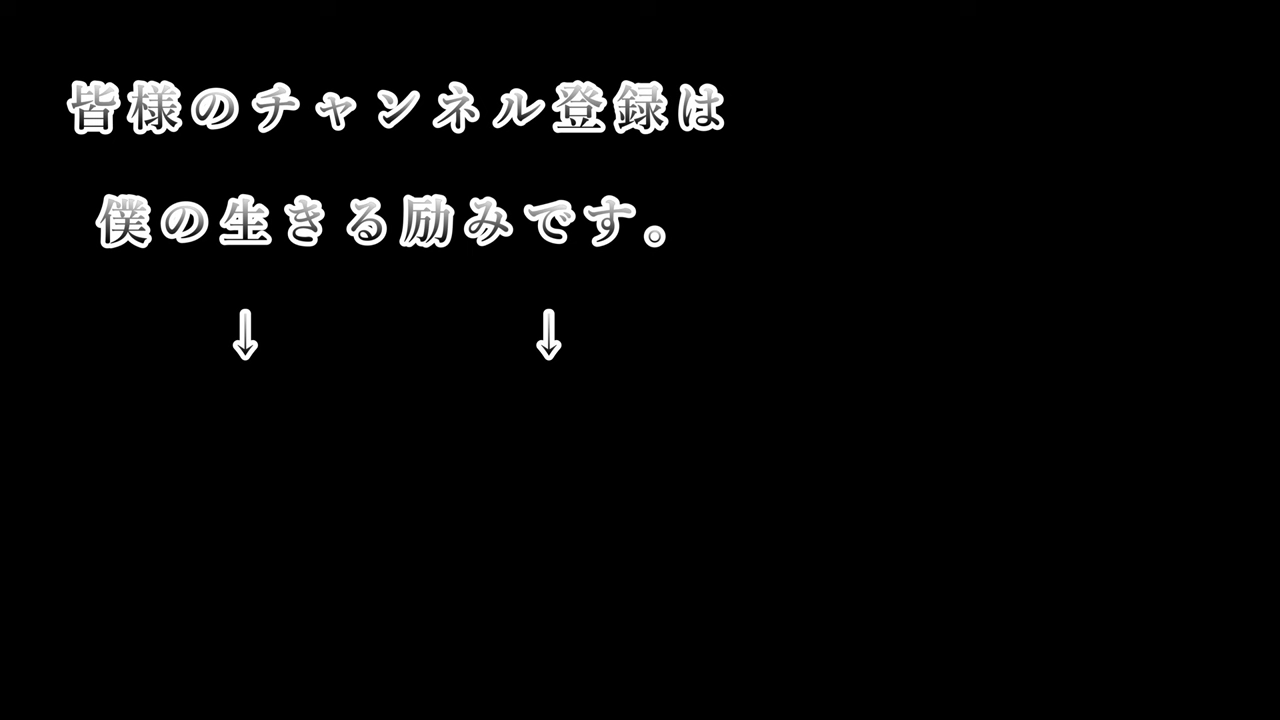 皆様のチャンネル登録は
僕の生きる励みです。
↓ ↓